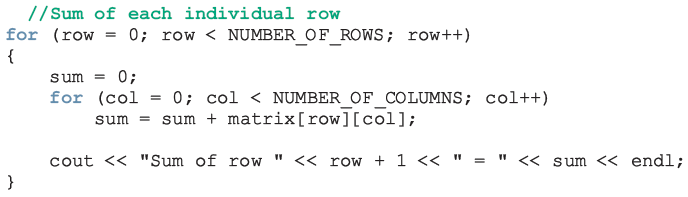 //Sum of each individual row
for (row = 0; row < NUMBER_OF_ROWS; row++)
{
sum = 0;
for (col = 0; col < NUMBER_OF_COLUMNS; col++)
sum = sum + matrix[row][col];
cout << "Sum of row " << row + 1 << " = " << sum << endl;
}